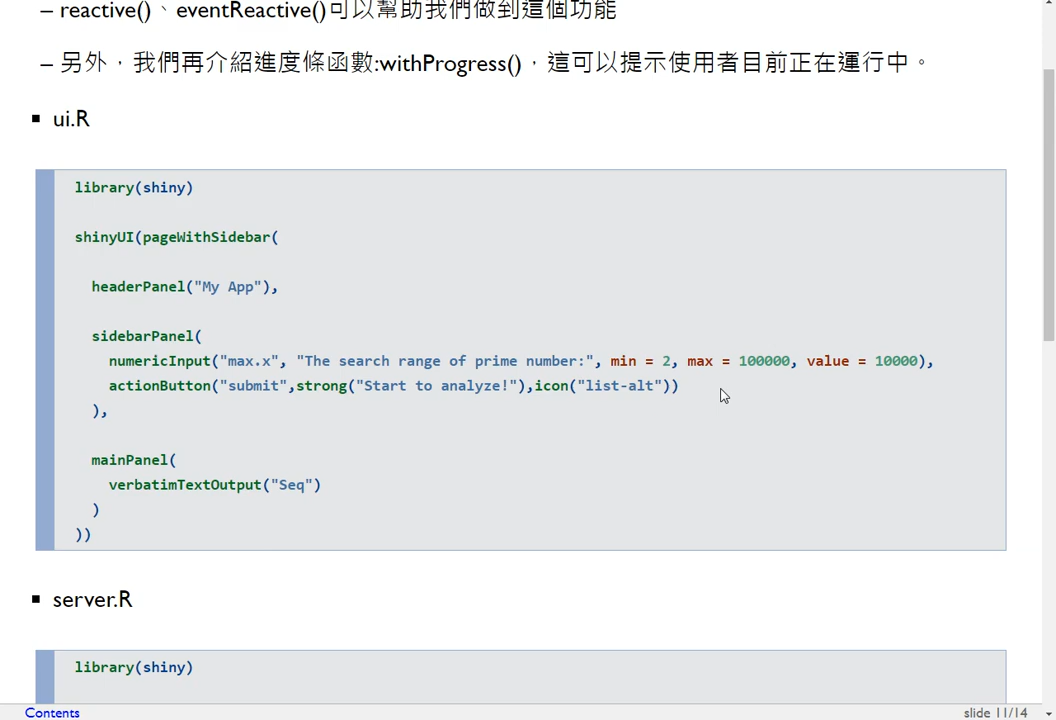 – reactive()、eventReactive()可以幫助我們做到這個功能
– 另外，我們再介紹進度條函數:withProgress()，這可以提示使用者目前正在運行中。
▪ ui.R
library(shiny)
shinyUI(pageWithSidebar(
headerPanel("My App"),
sidebarPanel(
numericInput("max.x", "The search range of prime number:", min = 2, max = 100000, value = 10000),
actionButton("submit",strong("Start to analyze!"),icon("list-alt"))
),
mainPanel(
verbatimTextOutput("Seq")
)
))
▪ server.R
library(shiny)
Contents
slide 11/14